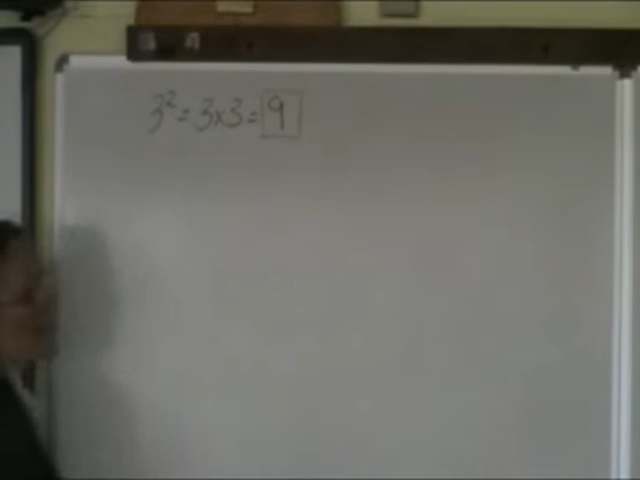 3² = 3x3 = 9